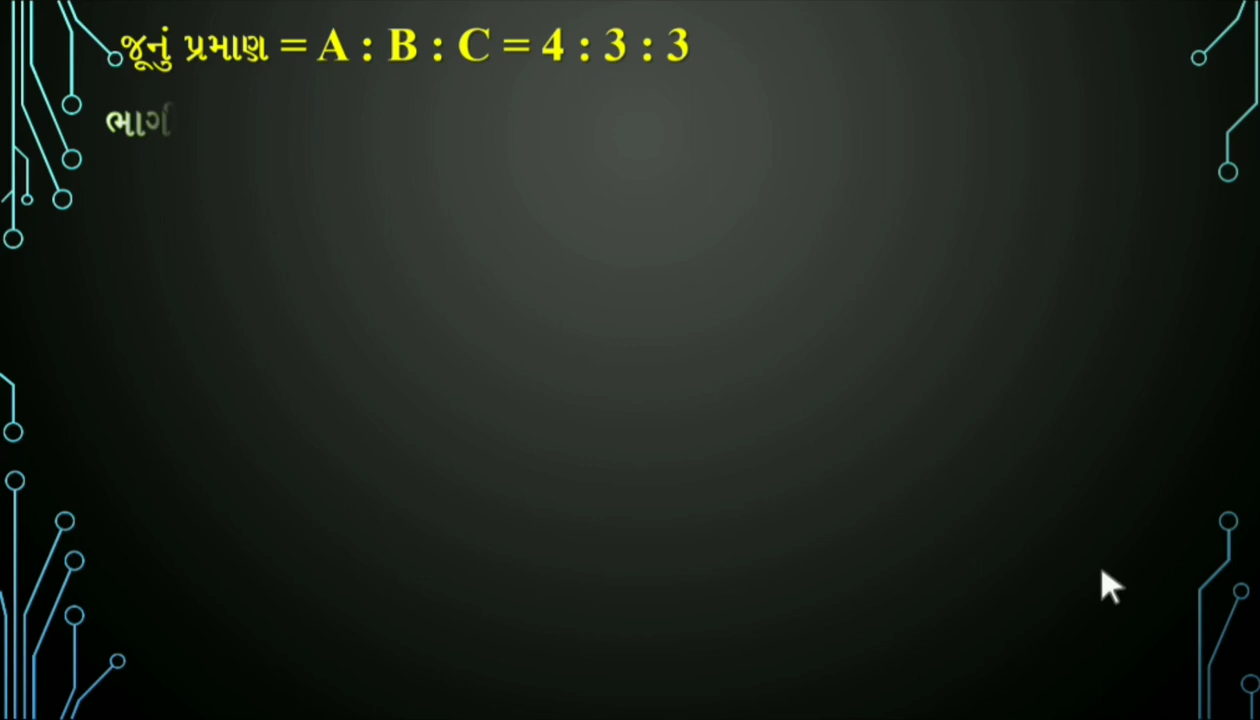 જૂનું પ્રમાણ = A : B : C = 4 : 3 : 3